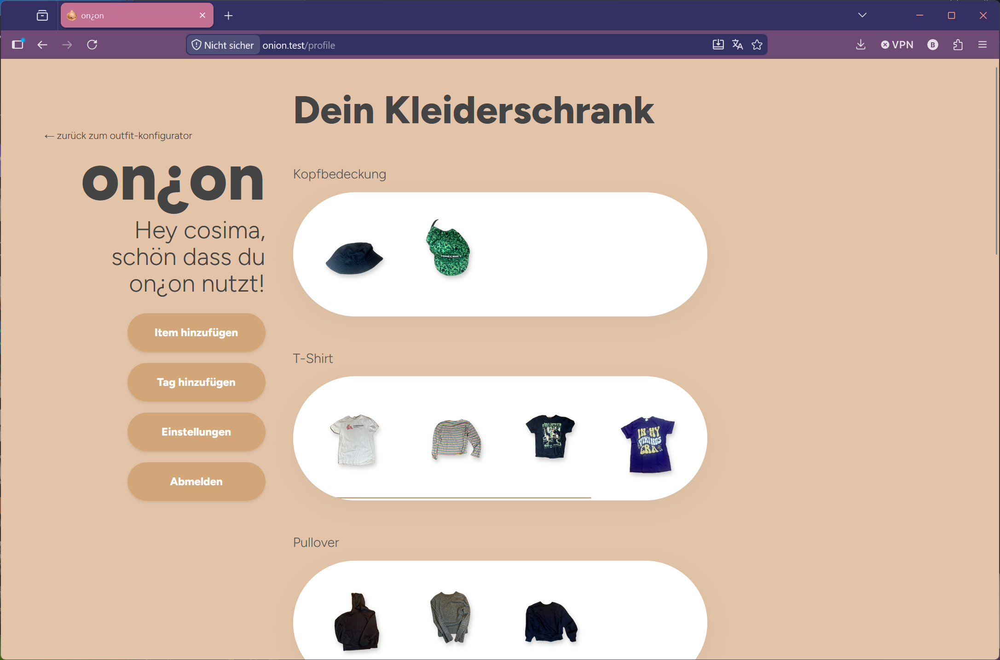 on¿on
Nicht sicher
onion.test/profile
VPN
B
Dein Kleiderschrank
← zurück zum outfit-konfigurator
on¿on
Hey cosima,
schön dass du
on¿on nutzt!
Item hinzufügen
Tag hinzufügen
Einstellungen
Abmelden
Kopfbedeckung
MINECRAFT
T-Shirt
IN MY
VIKINGS
ERA
Pullover